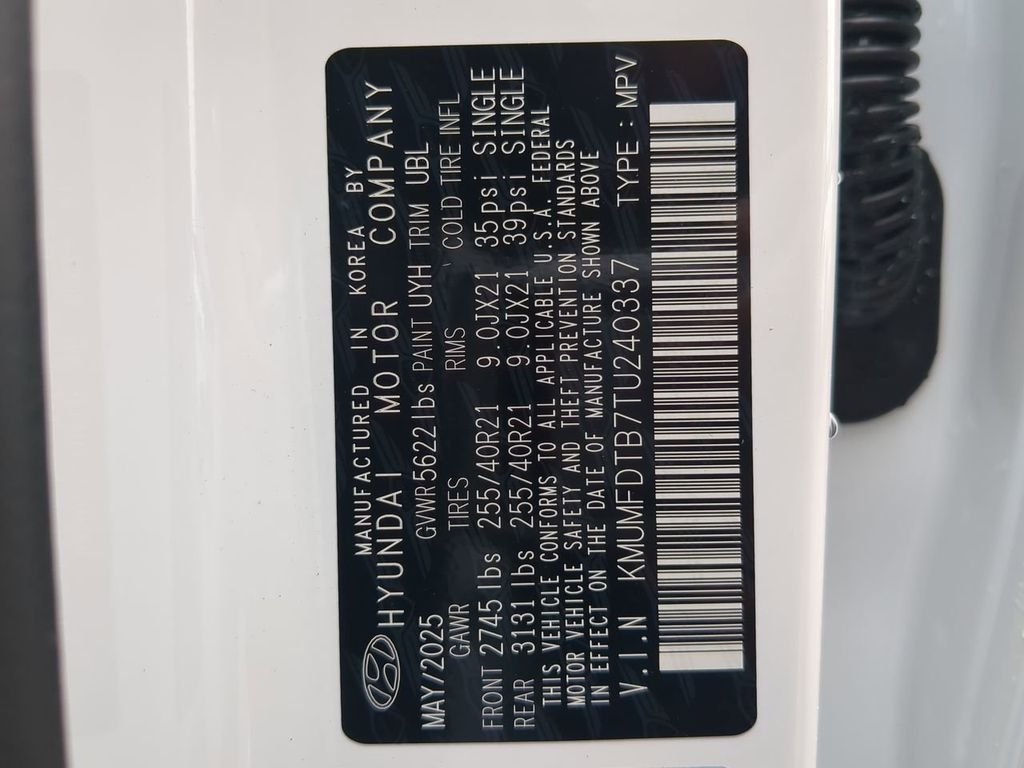 MANUFACTURED IN KOREA BY
HYUNDAI MOTOR COMPANY
MAY/2025 GVWR 5622 lbs PAINT UYH TRIM UBL
GAWR TIRES RIMS COLD TIRE INFL
FRONT 2745 lbs 255/40R21 9.0JX21 35psi SINGLE
REAR 3131 lbs 255/40R21 9.0JX21 39psi SINGLE
THIS VEHICLE CONFORMS TO ALL APPLICABLE U.S.A. FEDERAL
MOTOR VEHICLE SAFETY AND THEFT PREVENTION STANDARDS
IN EFFECT ON THE DATE OF MANUFACTURE SHOWN ABOVE
V.I.N KMUMFDTB7TU240337 TYPE : MPV